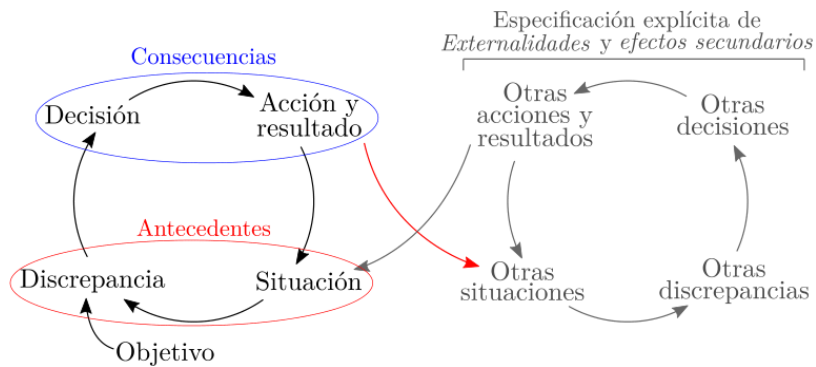 Especificación explícita de
Externalidades y efectos secundarios
Consecuencias
Decisión
Acción y
resultado
Otras
acciones y
resultados
Otras
decisiones
Antecedentes
Discrepancia
Situación
Otras
situaciones
Otras
discrepancias
Objetivo